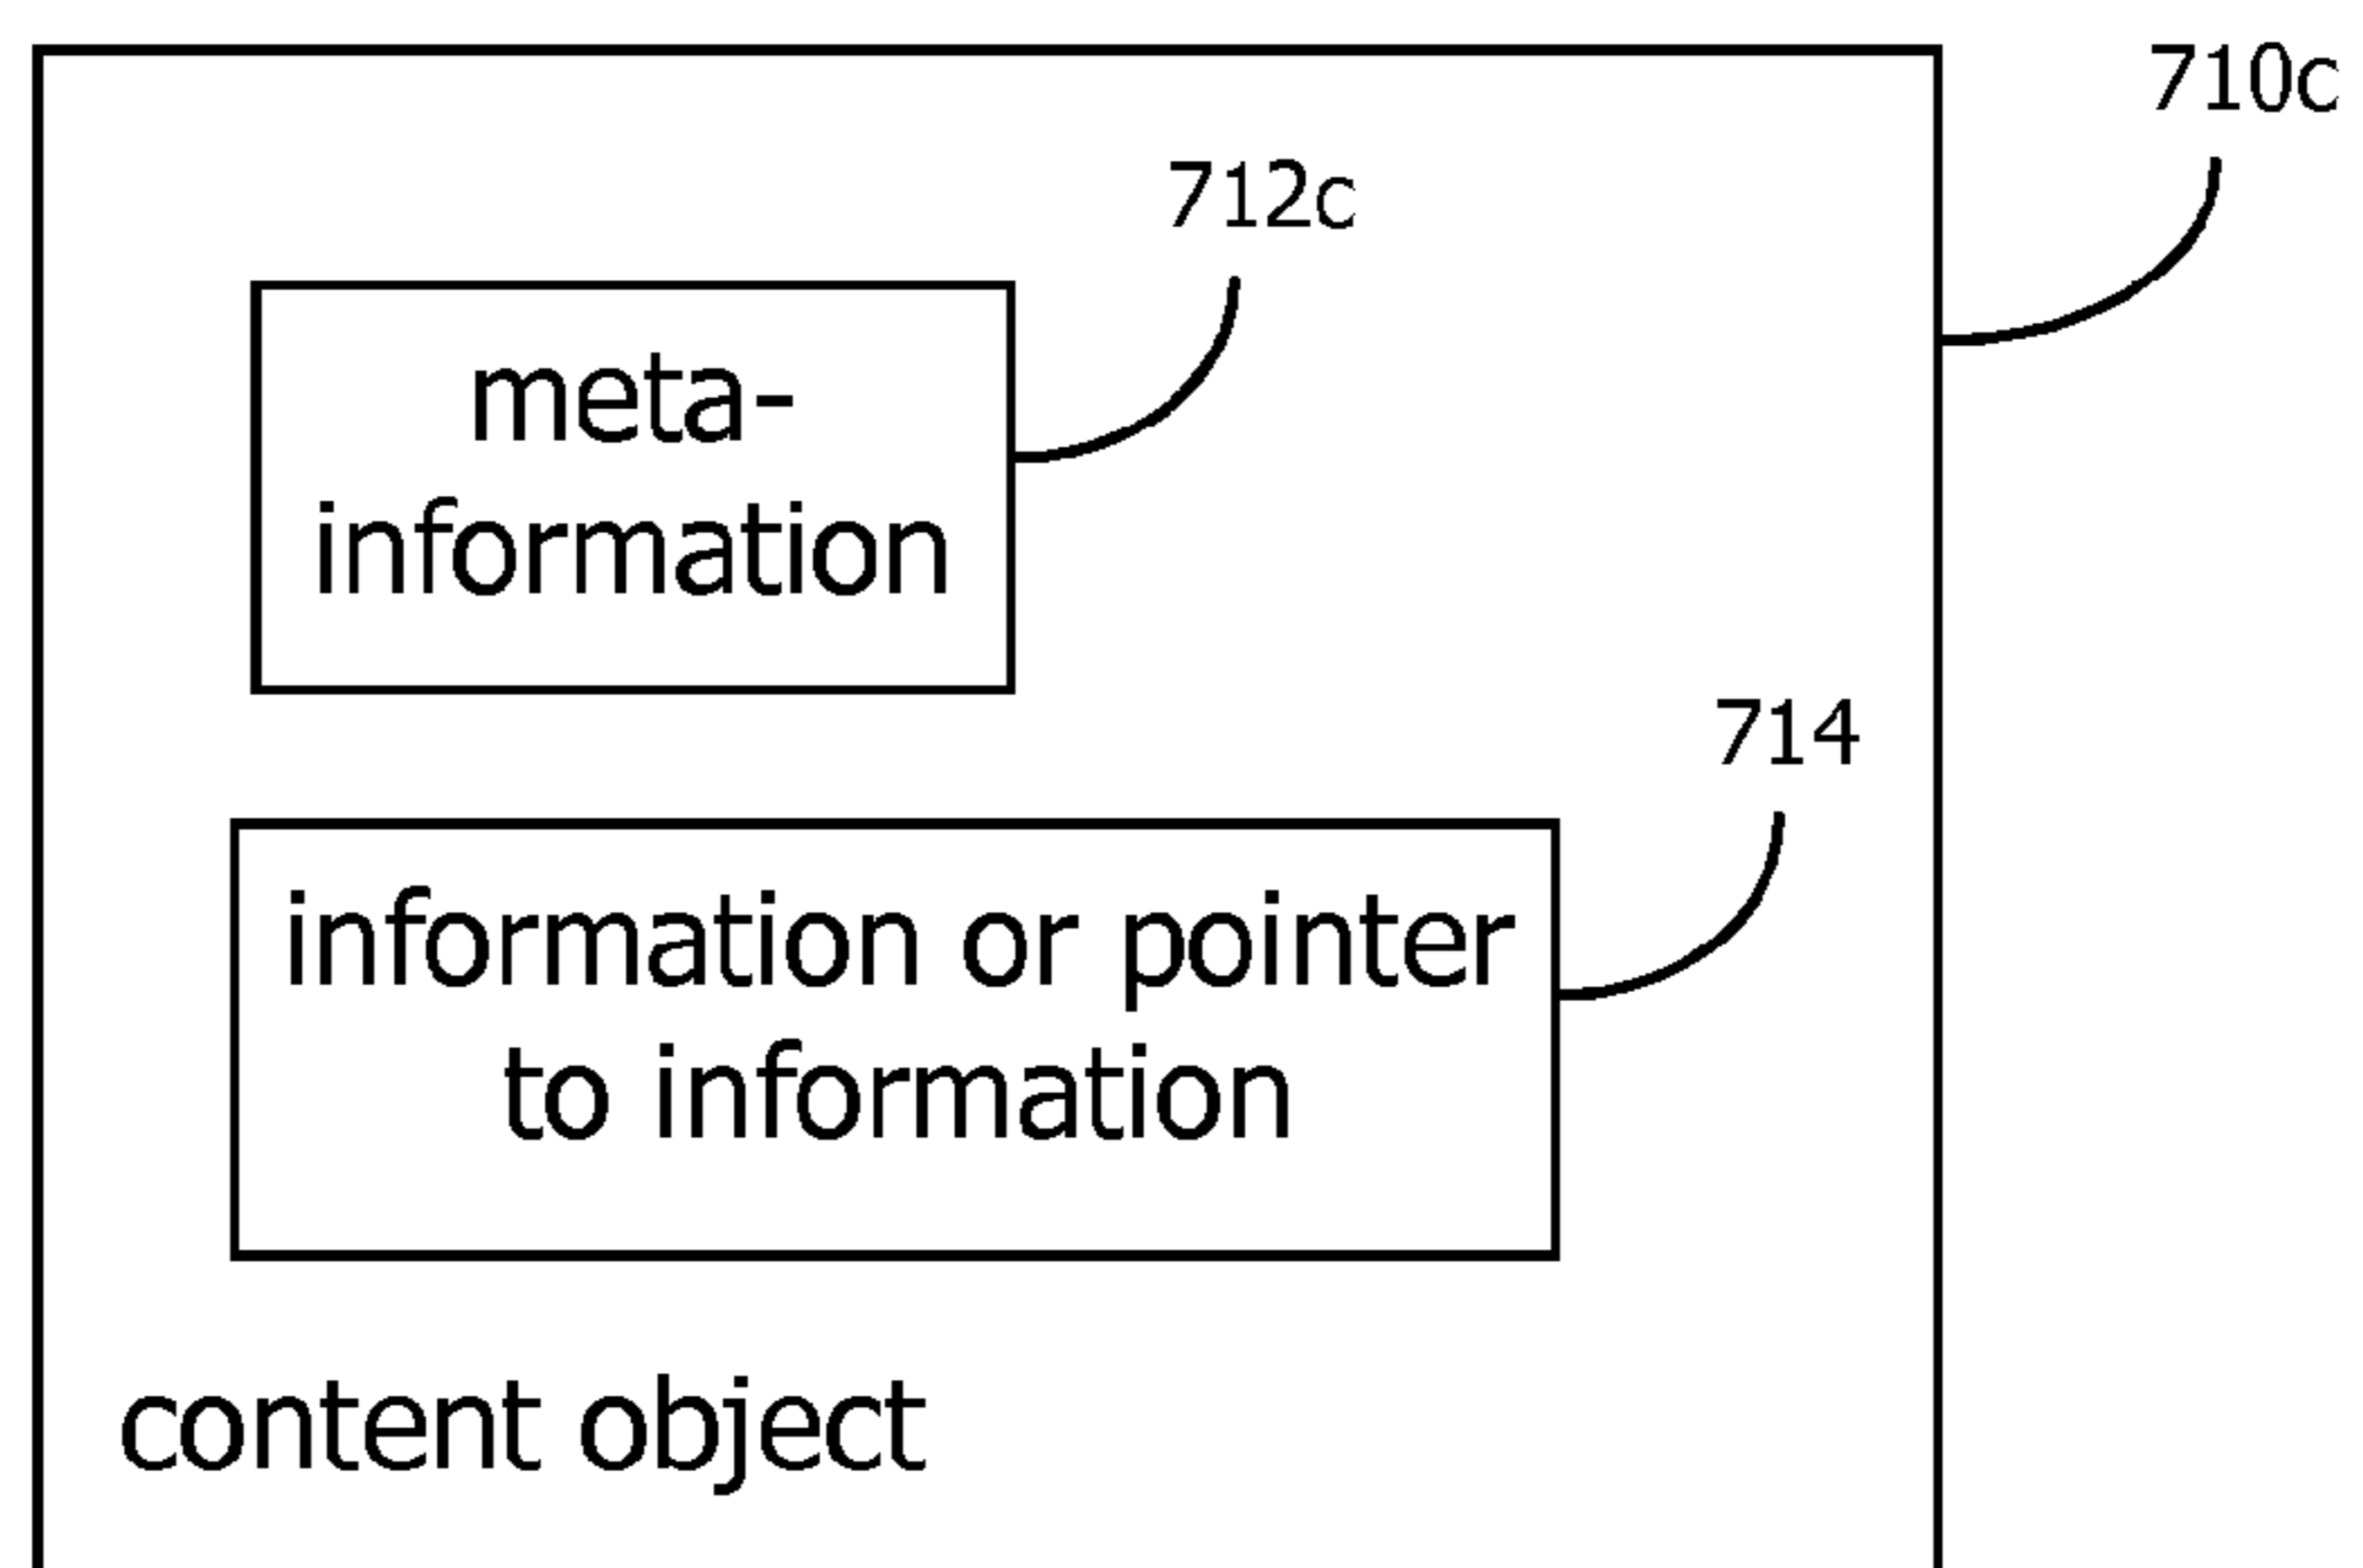 710c
712c
meta-
information
714
information or pointer
to information
content object